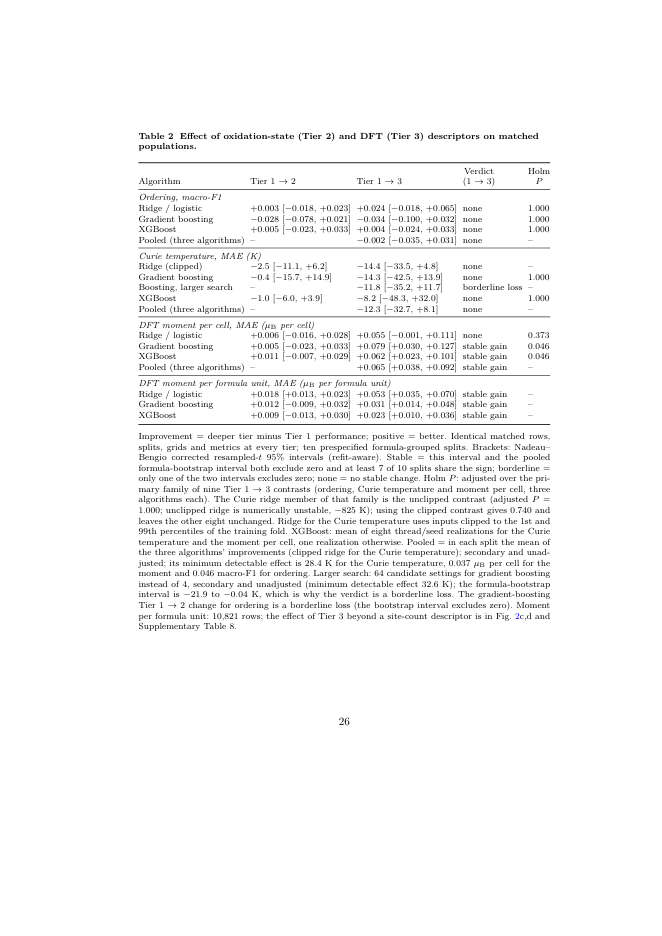 Table 2 Effect of oxidation-state (Tier 2) and DFT (Tier 3) descriptors on matched
populations.
Verdict Holm
Algorithm Tier 1 → 2 Tier 1 → 3 (1 → 3) P
Ordering, macro-F1
Ridge / logistic +0.003 [−0.018, +0.023] +0.024 [−0.018, +0.065] none 1.000
Gradient boosting −0.028 [−0.078, +0.021] −0.034 [−0.100, +0.032] none 1.000
XGBoost +0.005 [−0.023, +0.033] +0.004 [−0.024, +0.033] none 1.000
Pooled (three algorithms) – −0.002 [−0.035, +0.031] none –
Curie temperature, MAE (K)
Ridge (clipped) −2.5 [−11.1, +6.2] −14.4 [−33.5, +4.8] none –
Gradient boosting −0.4 [−15.7, +14.9] −14.3 [−42.5, +13.9] none 1.000
Boosting, larger search – −11.8 [−35.2, +11.7] borderline loss –
XGBoost −1.0 [−6.0, +3.9] −8.2 [−48.3, +32.0] none 1.000
Pooled (three algorithms) – −12.3 [−32.7, +8.1] none –
DFT moment per cell, MAE (μB per cell)
Ridge / logistic +0.006 [−0.016, +0.028] +0.055 [−0.001, +0.111] none 0.373
Gradient boosting +0.005 [−0.023, +0.033] +0.079 [+0.030, +0.127] stable gain 0.046
XGBoost +0.011 [−0.007, +0.029] +0.062 [+0.023, +0.101] stable gain 0.046
Pooled (three algorithms) – +0.065 [+0.038, +0.092] stable gain –
DFT moment per formula unit, MAE (μB per formula unit)
Ridge / logistic +0.018 [+0.013, +0.023] +0.053 [+0.035, +0.070] stable gain –
Gradient boosting +0.012 [−0.009, +0.032] +0.031 [+0.014, +0.048] stable gain –
XGBoost +0.009 [−0.013, +0.030] +0.023 [+0.010, +0.036] stable gain –
Improvement = deeper tier minus Tier 1 performance; positive = better. Identical matched rows,
splits, grids and metrics at every tier; ten prespecified formula-grouped splits. Brackets: Nadeau–
Bengio corrected resampled-t 95% intervals (refit-aware). Stable = this interval and the pooled
formula-bootstrap interval both exclude zero and at least 7 of 10 splits share the sign; borderline =
only one of the two intervals excludes zero; none = no stable change. Holm P: adjusted over the pri-
mary family of nine Tier 1 → 3 contrasts (ordering, Curie temperature and moment per cell, three
algorithms each). The Curie ridge member of that family is the unclipped contrast (adjusted P =
1.000; unclipped ridge is numerically unstable, −825 K); using the clipped contrast gives 0.740 and
leaves the other eight unchanged. Ridge for the Curie temperature uses inputs clipped to the 1st and
99th percentiles of the training fold. XGBoost: mean of eight thread/seed realizations for the Curie
temperature and the moment per cell, one realization otherwise. Pooled = in each split the mean of
the three algorithms' improvements (clipped ridge for the Curie temperature); secondary and unad-
justed; its minimum detectable effect is 28.4 K for the Curie temperature, 0.037 μB per cell for the
moment and 0.046 macro-F1 for ordering. Larger search: 64 candidate settings for gradient boosting
instead of 4, secondary and unadjusted (minimum detectable effect 32.6 K); the formula-bootstrap
interval is −21.9 to −0.04 K, which is why the verdict is a borderline loss. The gradient-boosting
Tier 1 → 2 change for ordering is a borderline loss (the bootstrap interval excludes zero). Moment
per formula unit: 10,821 rows; the effect of Tier 3 beyond a site-count descriptor is in Fig. 2c,d and
Supplementary Table 8.
26